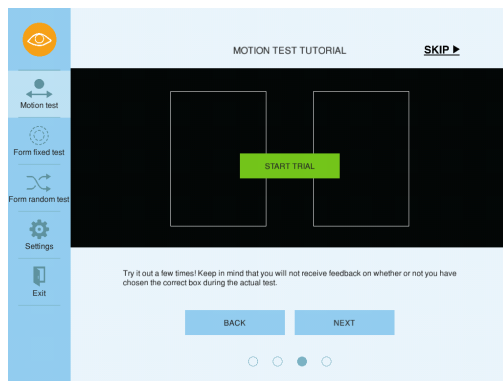 MOTION TEST TUTORIAL
SKIP
Motion test
Form fixed test
Form random test
Settings
Exit
START TRIAL
Try it out a few times! Keep in mind that you will not receive feedback on whether or not you have
chosen the correct box during the actual test.
BACK
NEXT